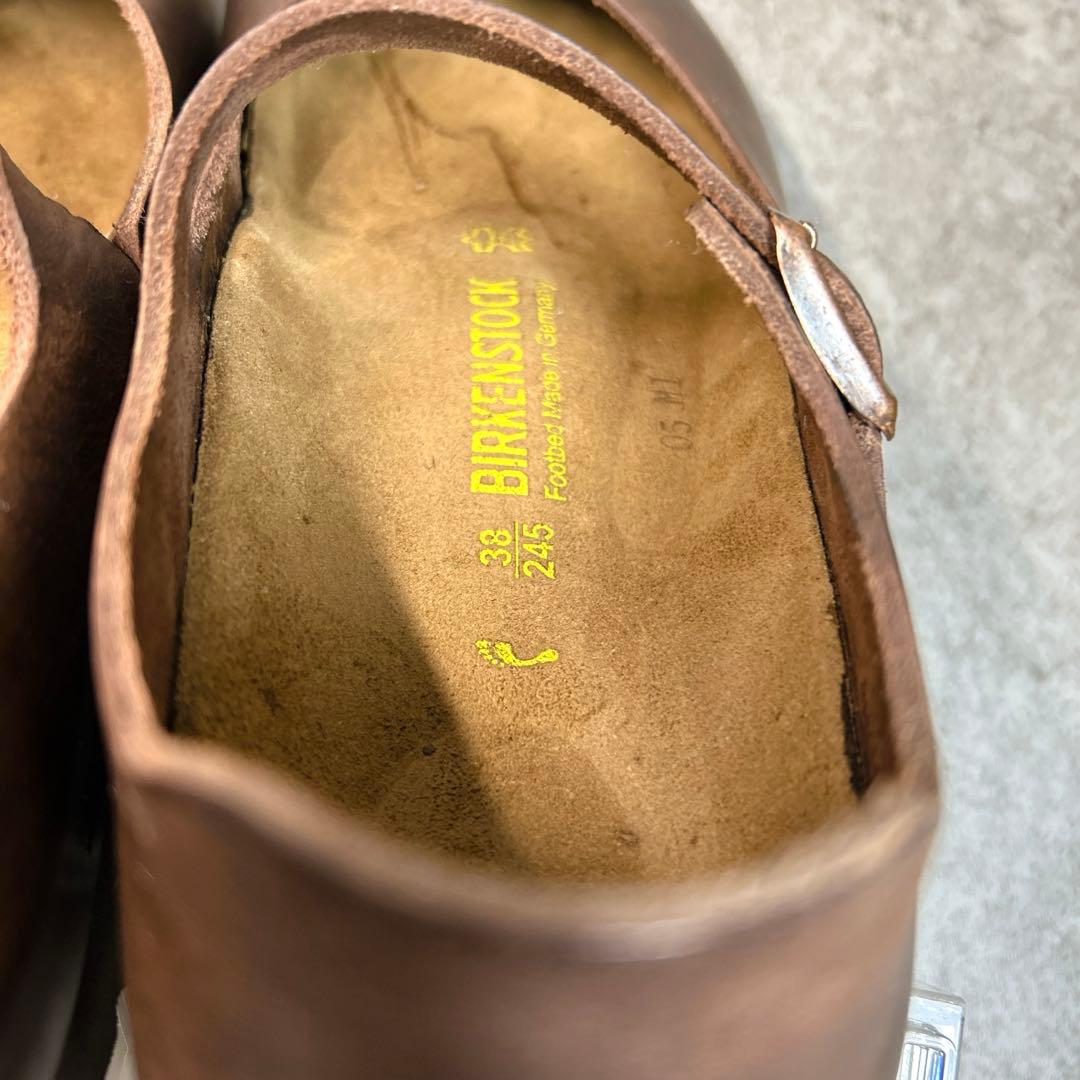 BIRKENSTOCK
Footbed Made in Germany
38
245